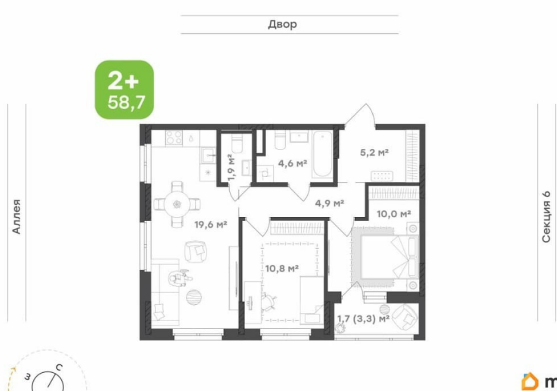 Двор
2+
58,7
1,9 м²
4,6 м²
5,2 м²
Аллея
19,6 м²
4,9 м²
10,0 м²
Секция 6
10,8 м²
1,7 (3,3) м²
С
З
m